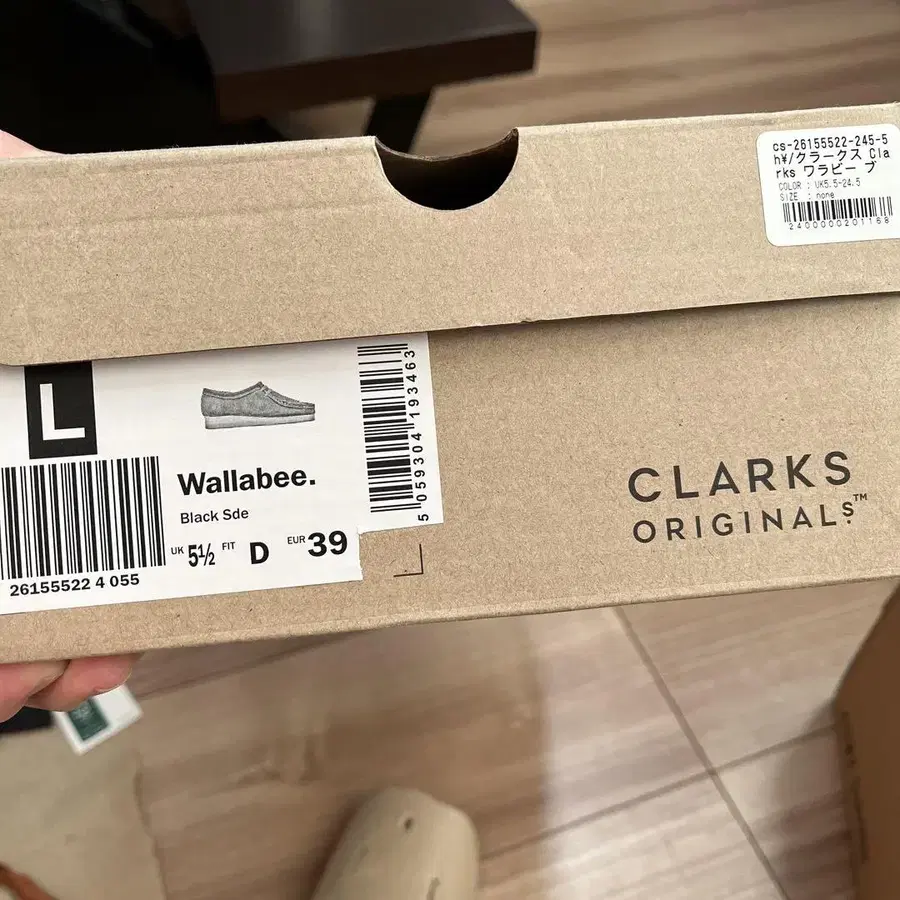 cs-26155522-245-5
h¥/クラークス Cla
rks ワラビー ブ
COLOR : UK5.5-24.5
SIZE : none
2400000201168
L
5 059304 193463
Wallabee.
Black Sde
UK 5½ FIT D EUR 39
26155522 4 055
CLARKS
ORIGINALS.™